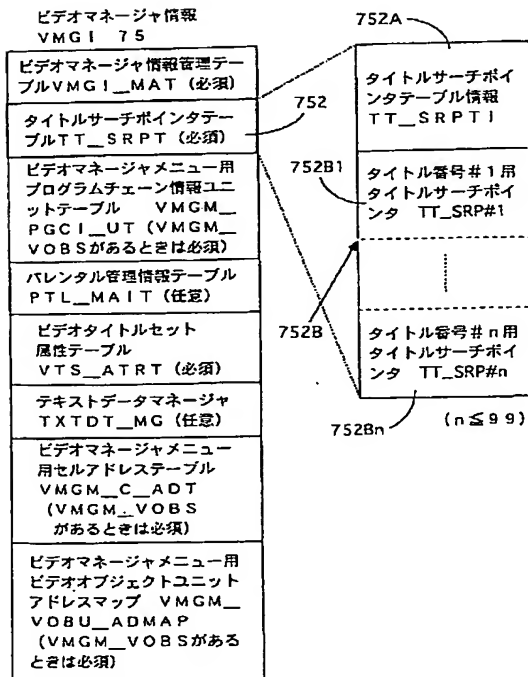 ビデオマネージャ情報
VMGI 75
ビデオマネージャ情報管理テー
ブルVMGI__MAT(必須)
タイトルサーチポインタテー
ブルTT_SRPT(必須)
ビデオマネージャメニュー用
プログラムチェーン情報ユニ
ットテーブル VMGM__
PGCI_UT(VMGM__
VOBSがあるときは必須)
パレンタル管理情報テーブル
PTL_MAIT(任意)
ビデオタイトルセット
属性テーブル
VTS__ATRT(必須)
テキストデータマネージャ
TXTDT_MG(任意)
ビデオマネージャメニュー
用セルアドレステーブル
VMGM__C_ADT
(VMGM_VOBS
があるときは必須)
ビデオマネージャメニュー用
ビデオオブジェクトユニット
アドレスマップ VMGM__
VOBU__ADMAP
(VMGM_VOBSがある
ときは必須)
752
752A
タイトルサーチポイ
ンタテーブル情報
TT_SRPTI
752B1
タイトル番号#1用
タイトルサーチポイ
ンタ TT_SRP#1
752B
タイトル番号#n用
タイトルサーチポイ
ンタ TT_SRP#n
752Bn
(n≦99)